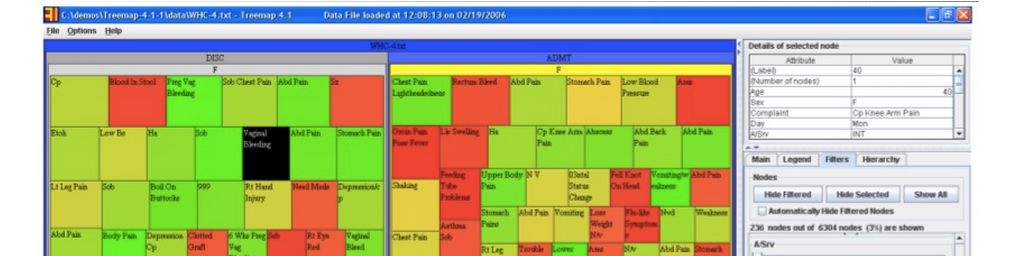 C:\demos\Treemap-4-1-1\data\WHC-4.txt - Treemap 4.1 Data File loaded at 12:08:13 on 02/19/2006
File Options Help
WHC-4.txt
DISC
ADMT
F
F
Cp
Blood In Stool
Preg Vag
Bleeding
Sob Chest Pain
Abd Pain
Sz
Chest Pain
Lightheadedness
Rectum Bleed
Abd Pain
Stomach Pain
Low Blood
Pressure
Ams
Etoh
Low Bs
Ha
Sob
Vaginal
Bleeding
Abd Pain
Stomach Pain
Groin Pain
Poss Fever
Lle Swelling
Ha
Cp Knee Arm
Pain
Abscess
Abd Back
Pain
Abd Pain
Lt Leg Pain
Sob
Boil On
Buttocks
999
Rt Hand
Injury
Need Meds
Depression/c
p
Shaking
Feeding
Tube
Problems
Upper Body
Pain
N V
Mental
Status
Change
Fell Knot
On Head
Vomiting/w
eakness
Abd Pain
Stomach
Abd Pain
Vomiting
Loss
Weight
N/v
Flu-like
Symptom
s
Nvd
Weakness
Abd Pain
Body Pain
Depression
Cp
Clotted
Graft
6 Wks Preg
Vag
Sob
Rt Eye
Red
Vaginal
Bleed
Chest Pain
Asthma
Sob
Rt Leg
Trouble
Lower
Ams
N/v
Abd Pain
Stomach
Details of selected node
Attribute Value
(Label) 40
(Number of nodes) 1
Age 40
Sex F
Complaint Cp Knee Arm Pain
Day Mon
A/Srv INT
Main Legend Filters Hierarchy
Nodes
Hide Filtered Hide Selected Show All
Automatically Hide Filtered Nodes
236 nodes out of 6304 nodes (3%) are shown
A/Srv